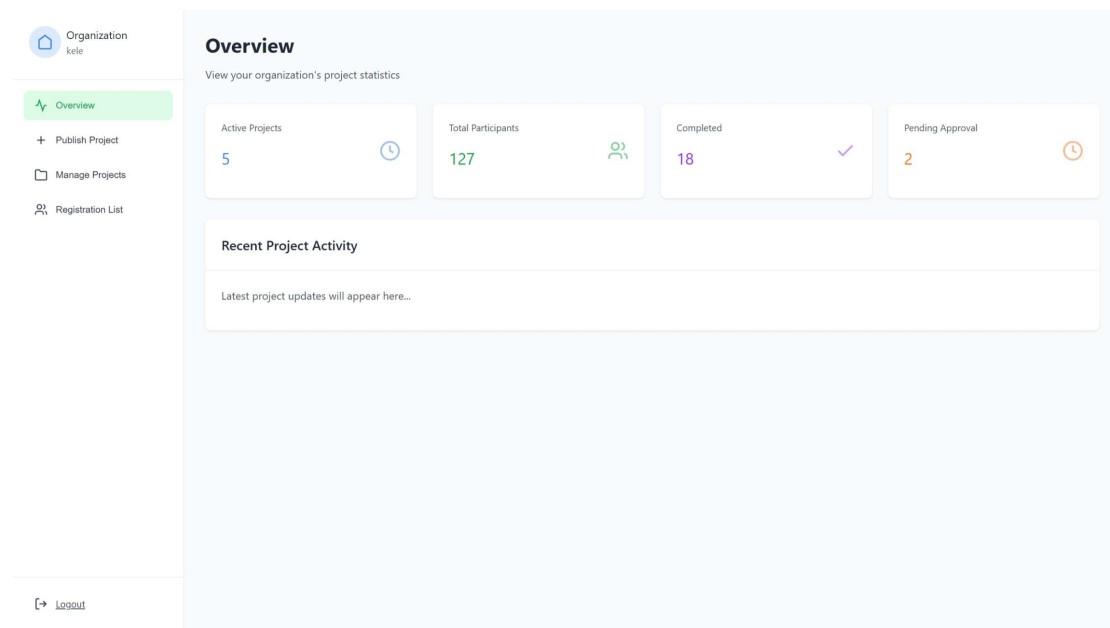 Organization
kele
Overview
Publish Project
Manage Projects
Registration List
Logout
Overview
View your organization's project statistics
Active Projects
5
Total Participants
127
Completed
18
Pending Approval
2
Recent Project Activity
Latest project updates will appear here...